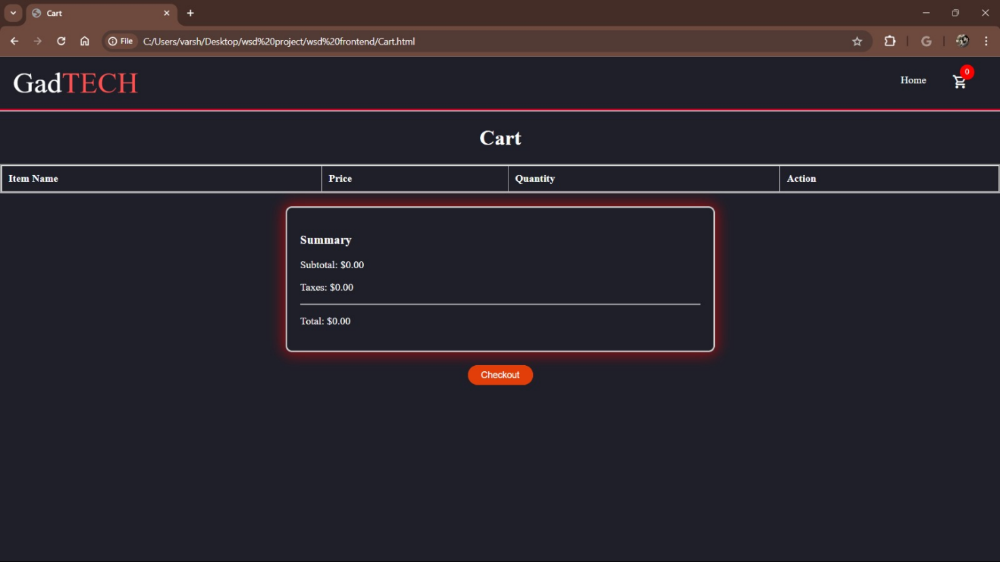 Cart
File C:/Users/varsh/Desktop/wsd%20project/wsd%20frontend/Cart.html
G
GadTECH
Home
0
Cart
Item Name Price Quantity Action
Summary
Subtotal: $0.00
Taxes: $0.00
Total: $0.00
Checkout